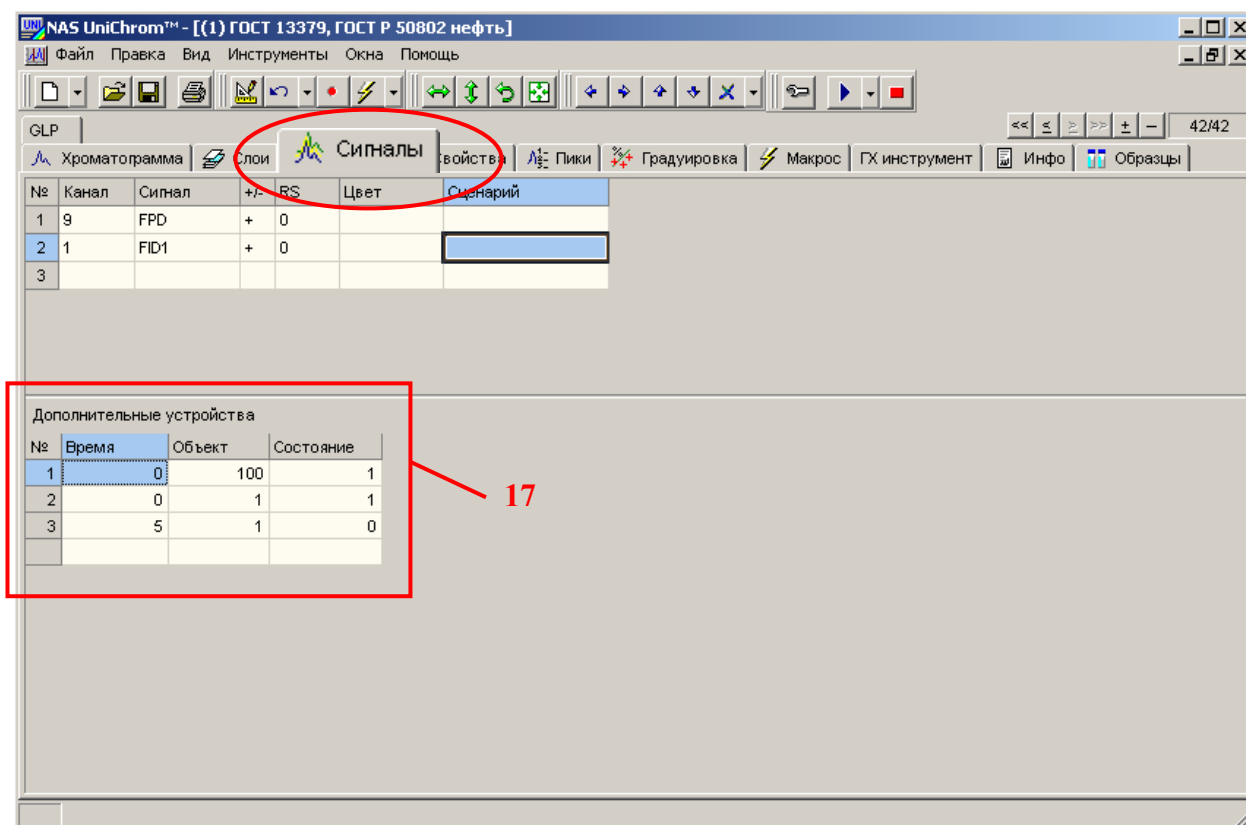 UNI NAS UniChrom™ - [(1) ГОСТ 13379, ГОСТ Р 50802 нефть]
Файл Правка Вид Инструменты Окна Помощь
GLP << < > >> ± − 42/42
Хроматограмма Слои Сигналы войства Пики Градуировка Макрос ГХ инструмент Инфо Образцы
№ Канал Сигнал +/- RS Цвет Сценарий
1 9 FPD + 0
2 1 FID1 + 0
3
Дополнительные устройства
№ Время Объект Состояние
1 0 100 1
2 0 1 1
3 5 1 0
17